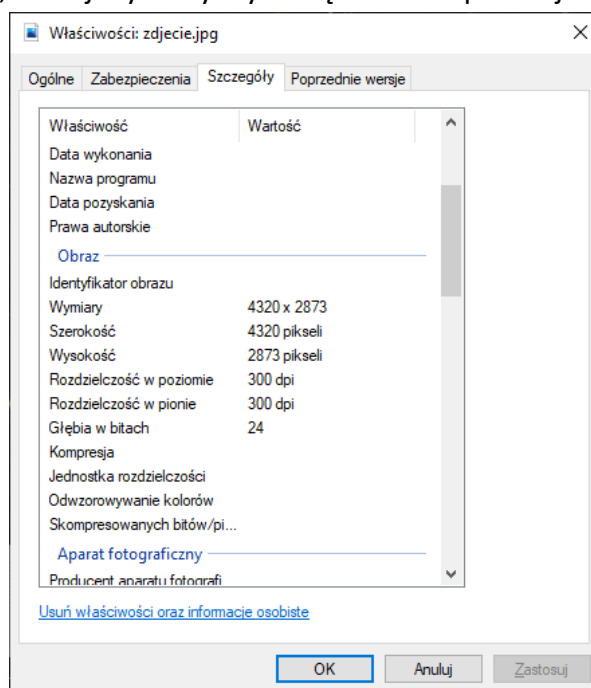 Właściwości: zdjecie.jpg
Ogólne Zabezpieczenia Szczegóły Poprzednie wersje
Właściwość Wartość
Data wykonania
Nazwa programu
Data pozyskania
Prawa autorskie
Obraz
Identyfikator obrazu
Wymiary 4320 x 2873
Szerokość 4320 pikseli
Wysokość 2873 pikseli
Rozdzielczość w poziomie 300 dpi
Rozdzielczość w pionie 300 dpi
Głębia w bitach 24
Kompresja
Jednostka rozdzielczości
Odwzorowywanie kolorów
Skompresowanych bitów/pi...
Aparat fotograficzny
Producent aparatu fotografi
Usuń właściwości oraz informacje osobiste
OK Anuluj Zastosuj